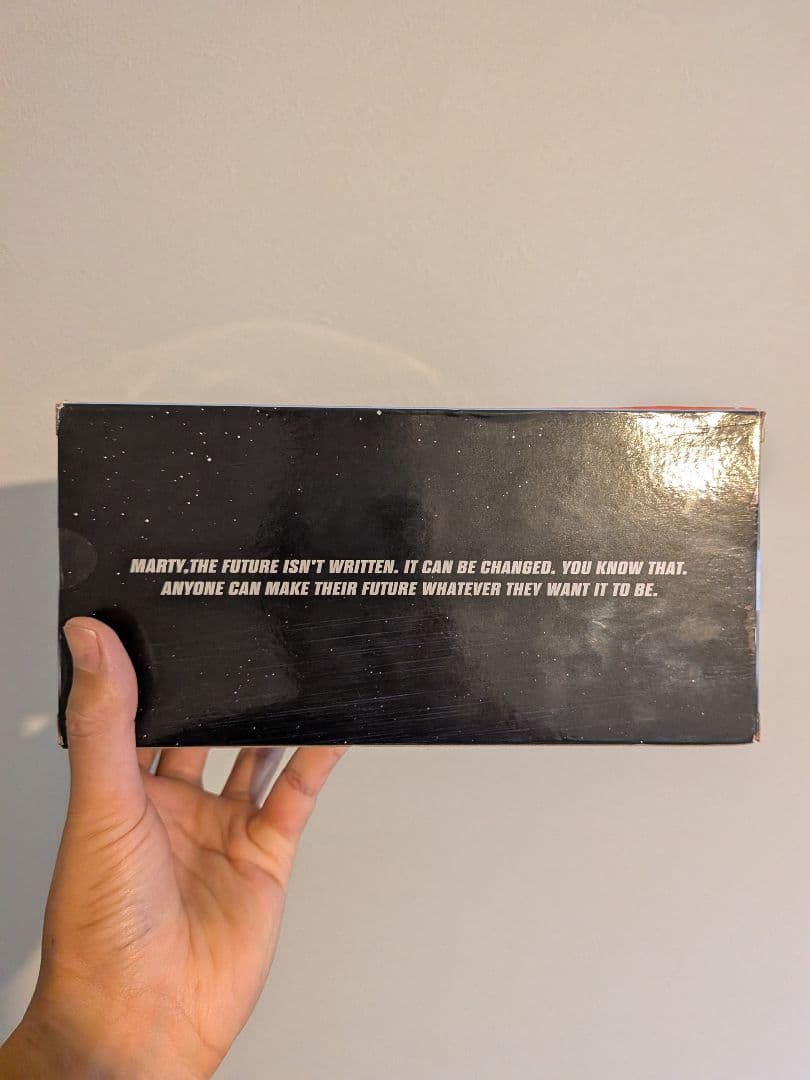 MARTY,THE FUTURE ISN'T WRITTEN. IT CAN BE CHANGED. YOU KNOW THAT.
ANYONE CAN MAKE THEIR FUTURE WHATEVER THEY WANT IT TO BE.